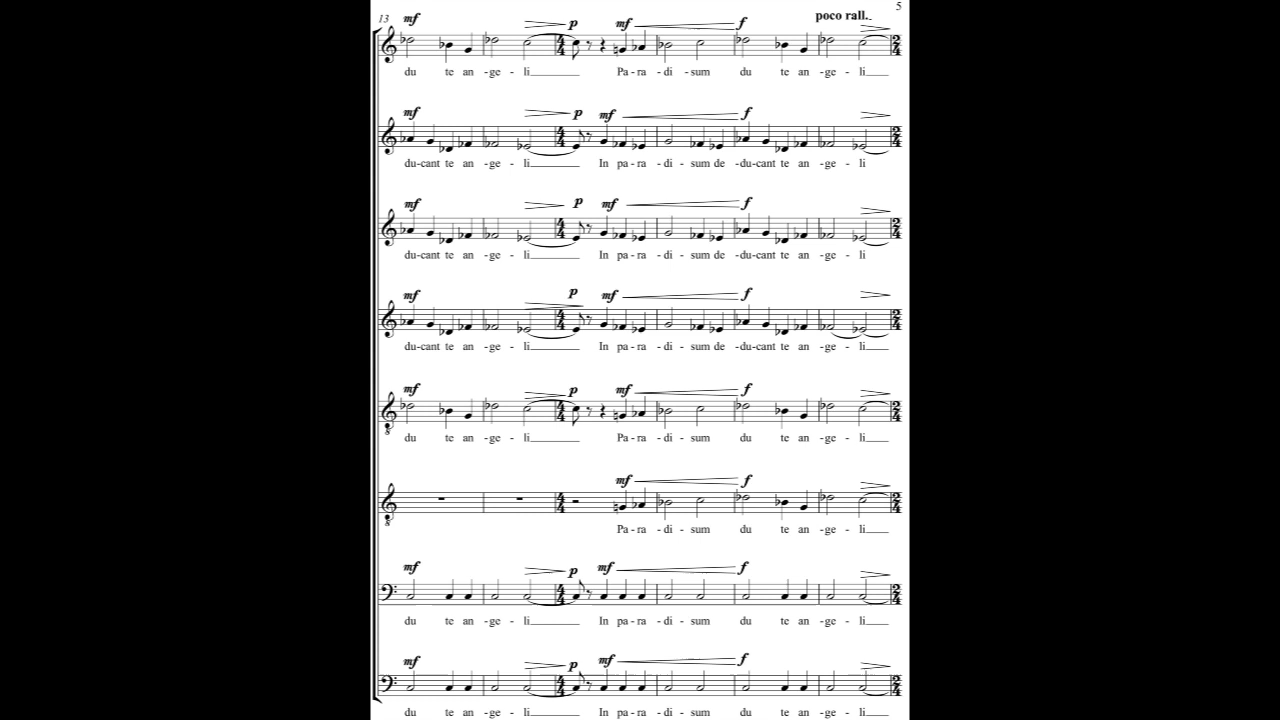 5
poco rall..
13 mf p mf f
du te an -ge - li Pa - ra - di - sum du te an -ge - li
mf p mf f
du-cant te an -ge - li In pa - ra - di - sum de -du-cant te an -ge - li
mf p mf f
du-cant te an -ge - li In pa - ra - di - sum de -du-cant te an -ge - li
mf p mf f
du-cant te an -ge - li In pa - ra - di - sum de -du-cant te an -ge - li
mf p mf f
du te an -ge - li Pa - ra - di - sum du te an -ge - li
mf f
Pa - ra - di - sum du te an -ge - li
mf p mf f
du te an -ge - li In pa - ra - di - sum du te an -ge - li
mf p mf f
du te an -ge - li In pa - ra - di - sum du te an -ge - li